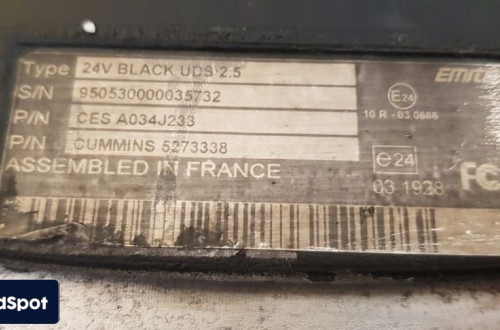 Type 24V BLACK UDS 2.5
S/N 950530000035732
P/N CES A034J233
P/N CUMMINS 5273338
ASSEMBLED IN FRANCE
E24
10 R - 03 0666
e24
03 1928
FC
dSpot